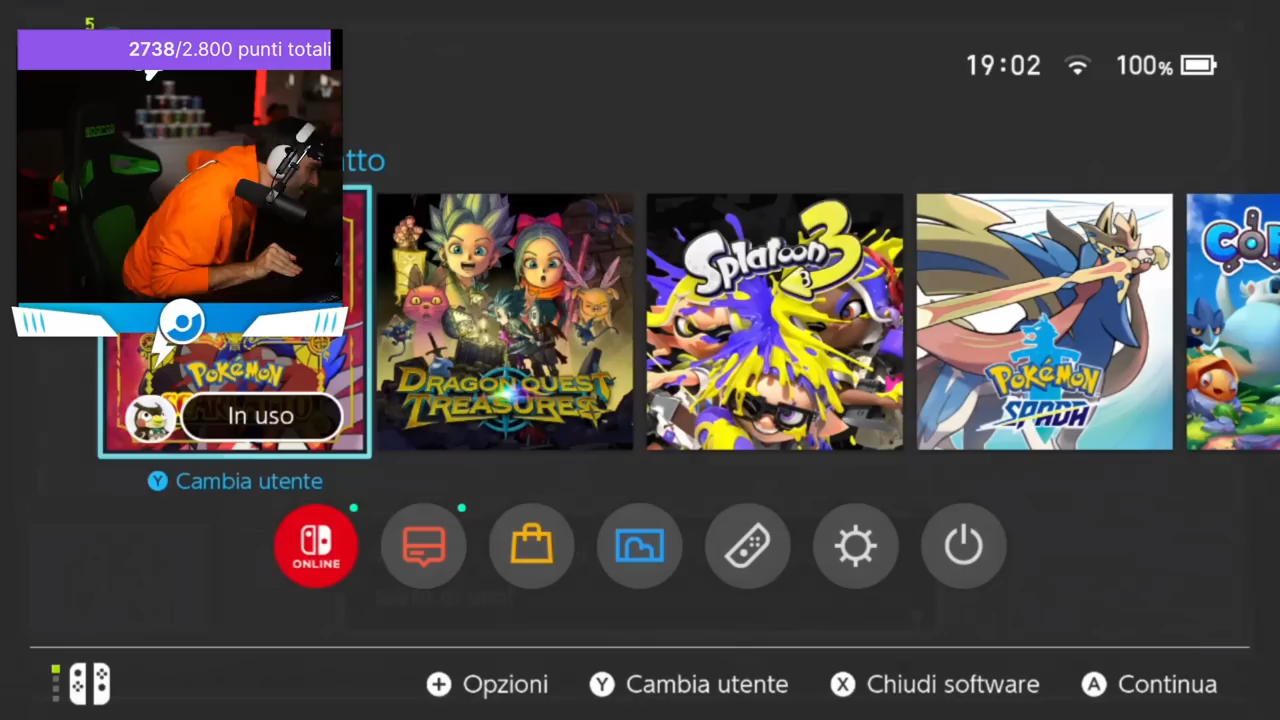 5
2738/2.800 punti totali
19:02
100%
SPARCO
tto
POKÉMON
In uso
DRAGON QUEST
TREASURES
Splatoon 3
POKÉMON
SPADA
Y Cambia utente
ONLINE
+ Opzioni
Y Cambia utente
X Chiudi software
A Continua